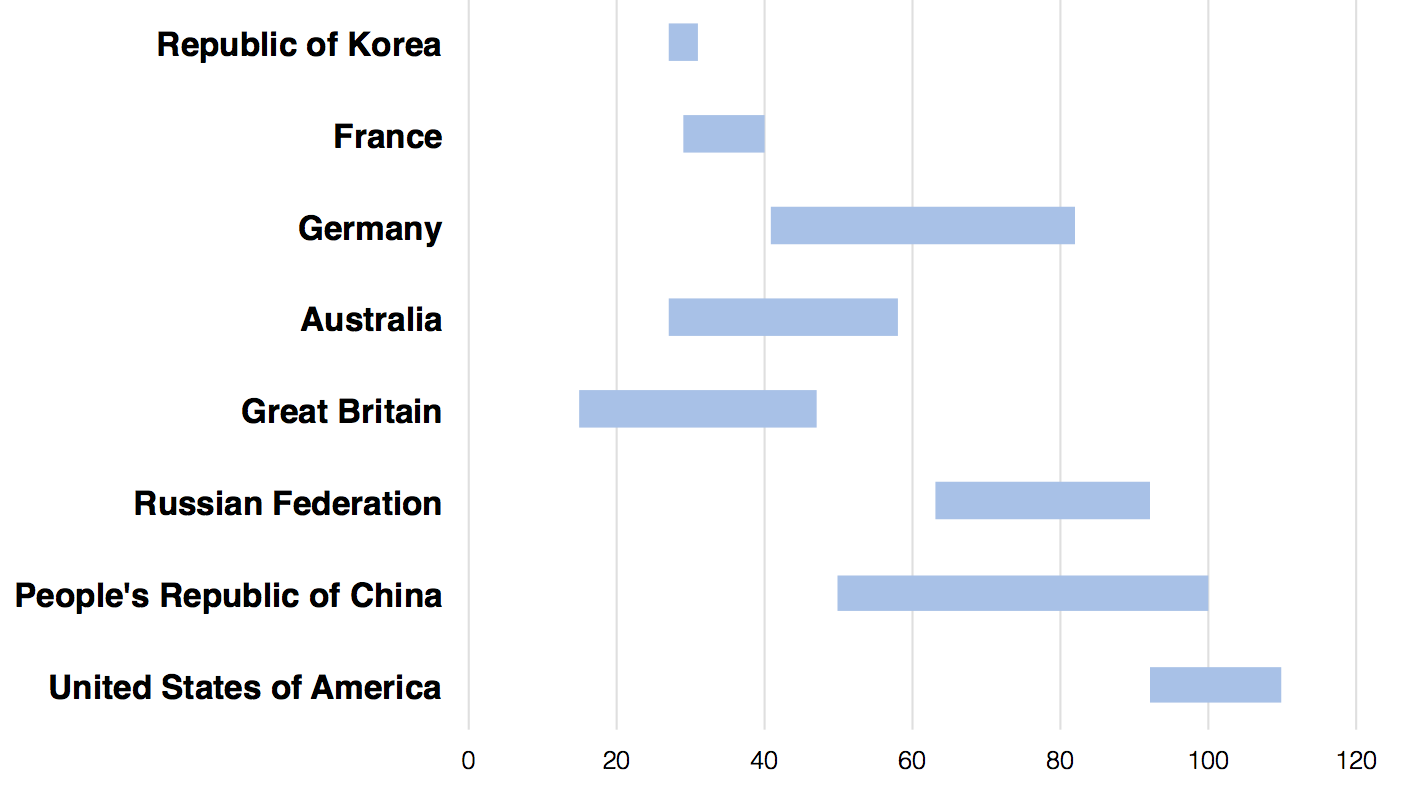 Republic of Korea
France
Germany
Australia
Great Britain
Russian Federation
People's Republic of China
United States of America
0 20 40 60 80 100 120